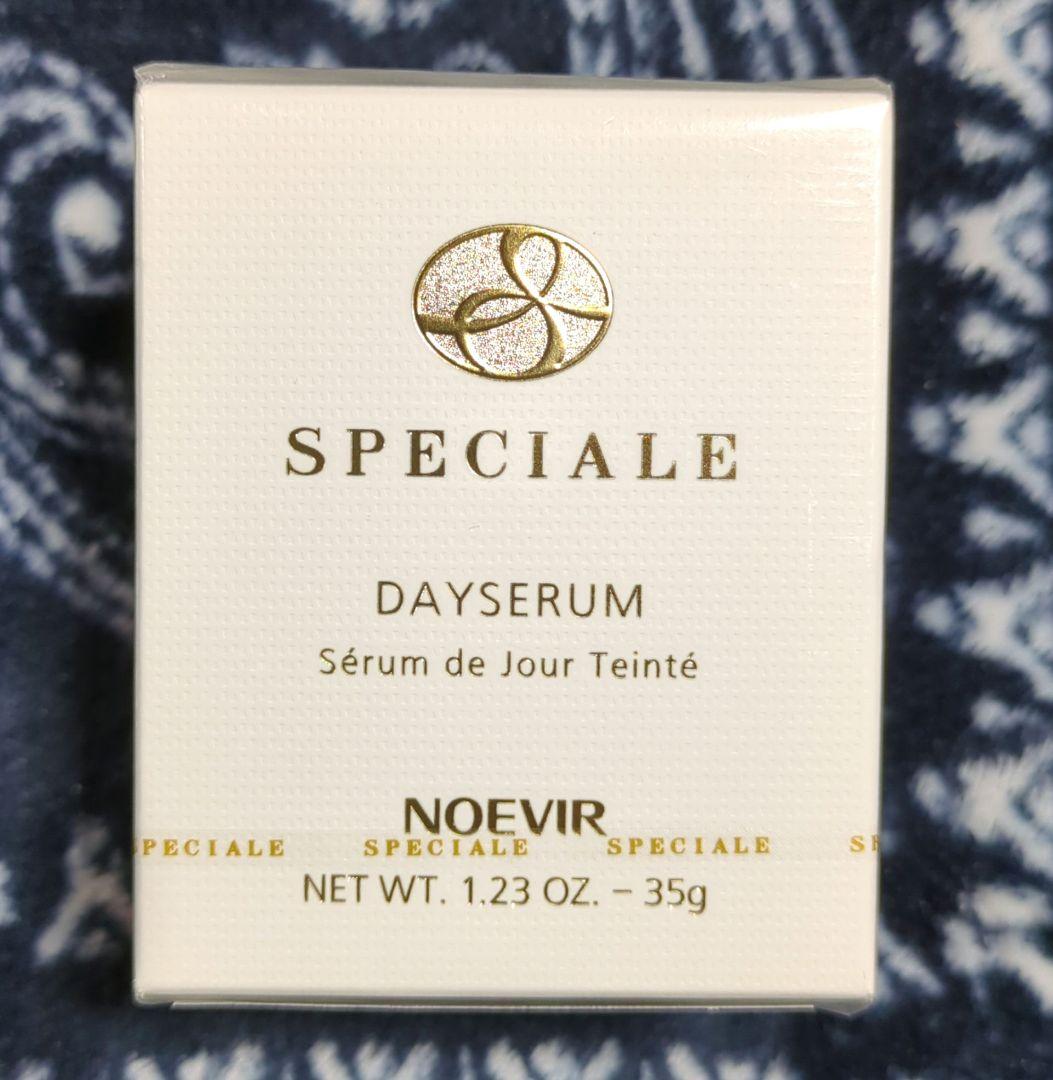 SPECIALE
DAYSERUM
Sérum de Jour Teinté
NOEVIR
SPECIALE SPECIALE SPECIALE
NET WT. 1.23 OZ. – 35g